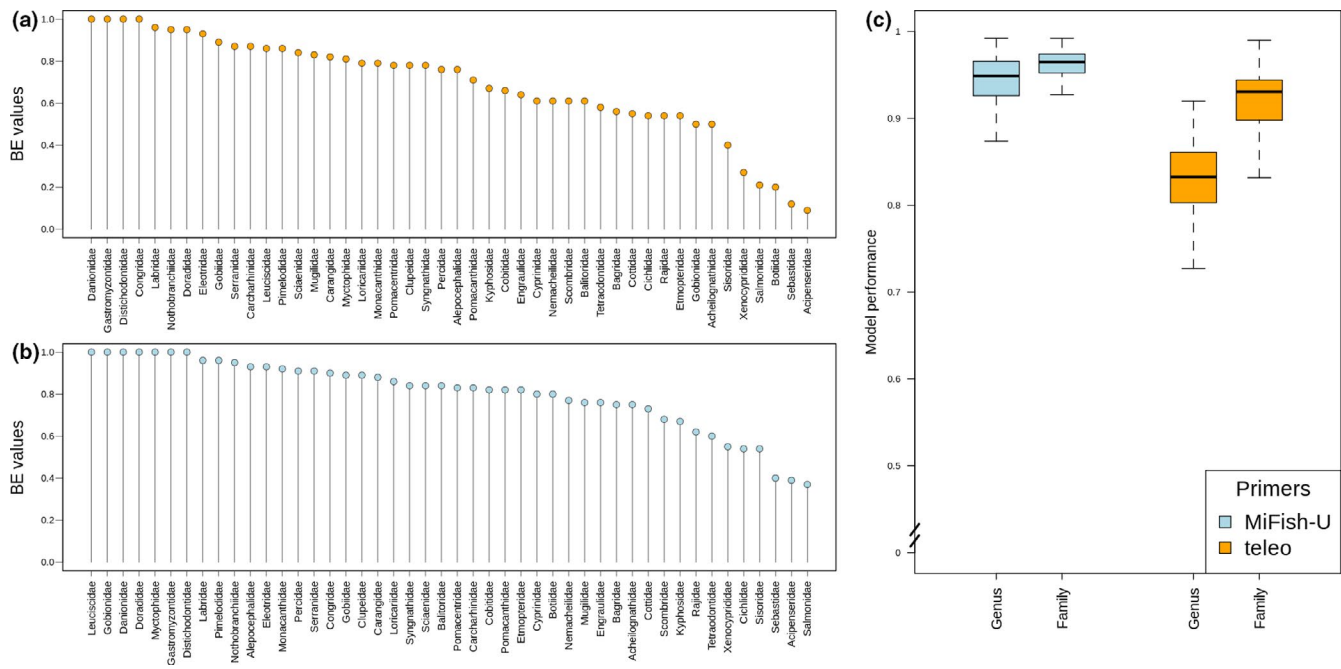 (a)
BE values
1.0
0.8
0.6
0.4
0.2
0.0
Danionidae
Gastromyzontidae
Distichodontidae
Congridae
Labridae
Nothobranchiidae
Doradidae
Eleotridae
Gobiidae
Serranidae
Carcharhinidae
Leuciscidae
Pimelodidae
Sciaenidae
Mugilidae
Carangidae
Myctophidae
Loricariidae
Monacanthidae
Pomacentridae
Clupeidae
Syngnathidae
Percidae
Alepocephalidae
Pomacanthidae
Kyphosidae
Cobitidae
Engraulidae
Cyprinidae
Nemacheilidae
Scombridae
Balitoridae
Tetraodontidae
Bagridae
Cottidae
Cichlidae
Rajidae
Etmopteridae
Gobionidae
Acheilognathidae
Sisoridae
Xenocyprididae
Salmonidae
Botiidae
Sebastidae
Acipenseridae
(b)
BE values
1.0
0.8
0.6
0.4
0.2
0.0
Leuciscidae
Gobionidae
Danionidae
Doradidae
Myctophidae
Gastromyzontidae
Distichodontidae
Labridae
Pimelodidae
Nothobranchiidae
Alepocephalidae
Eleotridae
Monacanthidae
Percidae
Serranidae
Congridae
Gobiidae
Clupeidae
Carangidae
Loricariidae
Syngnathidae
Sciaenidae
Balitoridae
Pomacentridae
Carcharhinidae
Cobitidae
Pomacanthidae
Etmopteridae
Cyprinidae
Botiidae
Nemacheilidae
Mugilidae
Engraulidae
Bagridae
Acheilognathidae
Cottidae
Scombridae
Kyphosidae
Rajidae
Tetraodontidae
Xenocyprididae
Cichlidae
Sisoridae
Sebastidae
Acipenseridae
Salmonidae
(c)
Model performance
1
0.9
0.8
0.7
0.6
0.5
0
Genus
Family
Genus
Family
Primers
MiFish-U
teleo